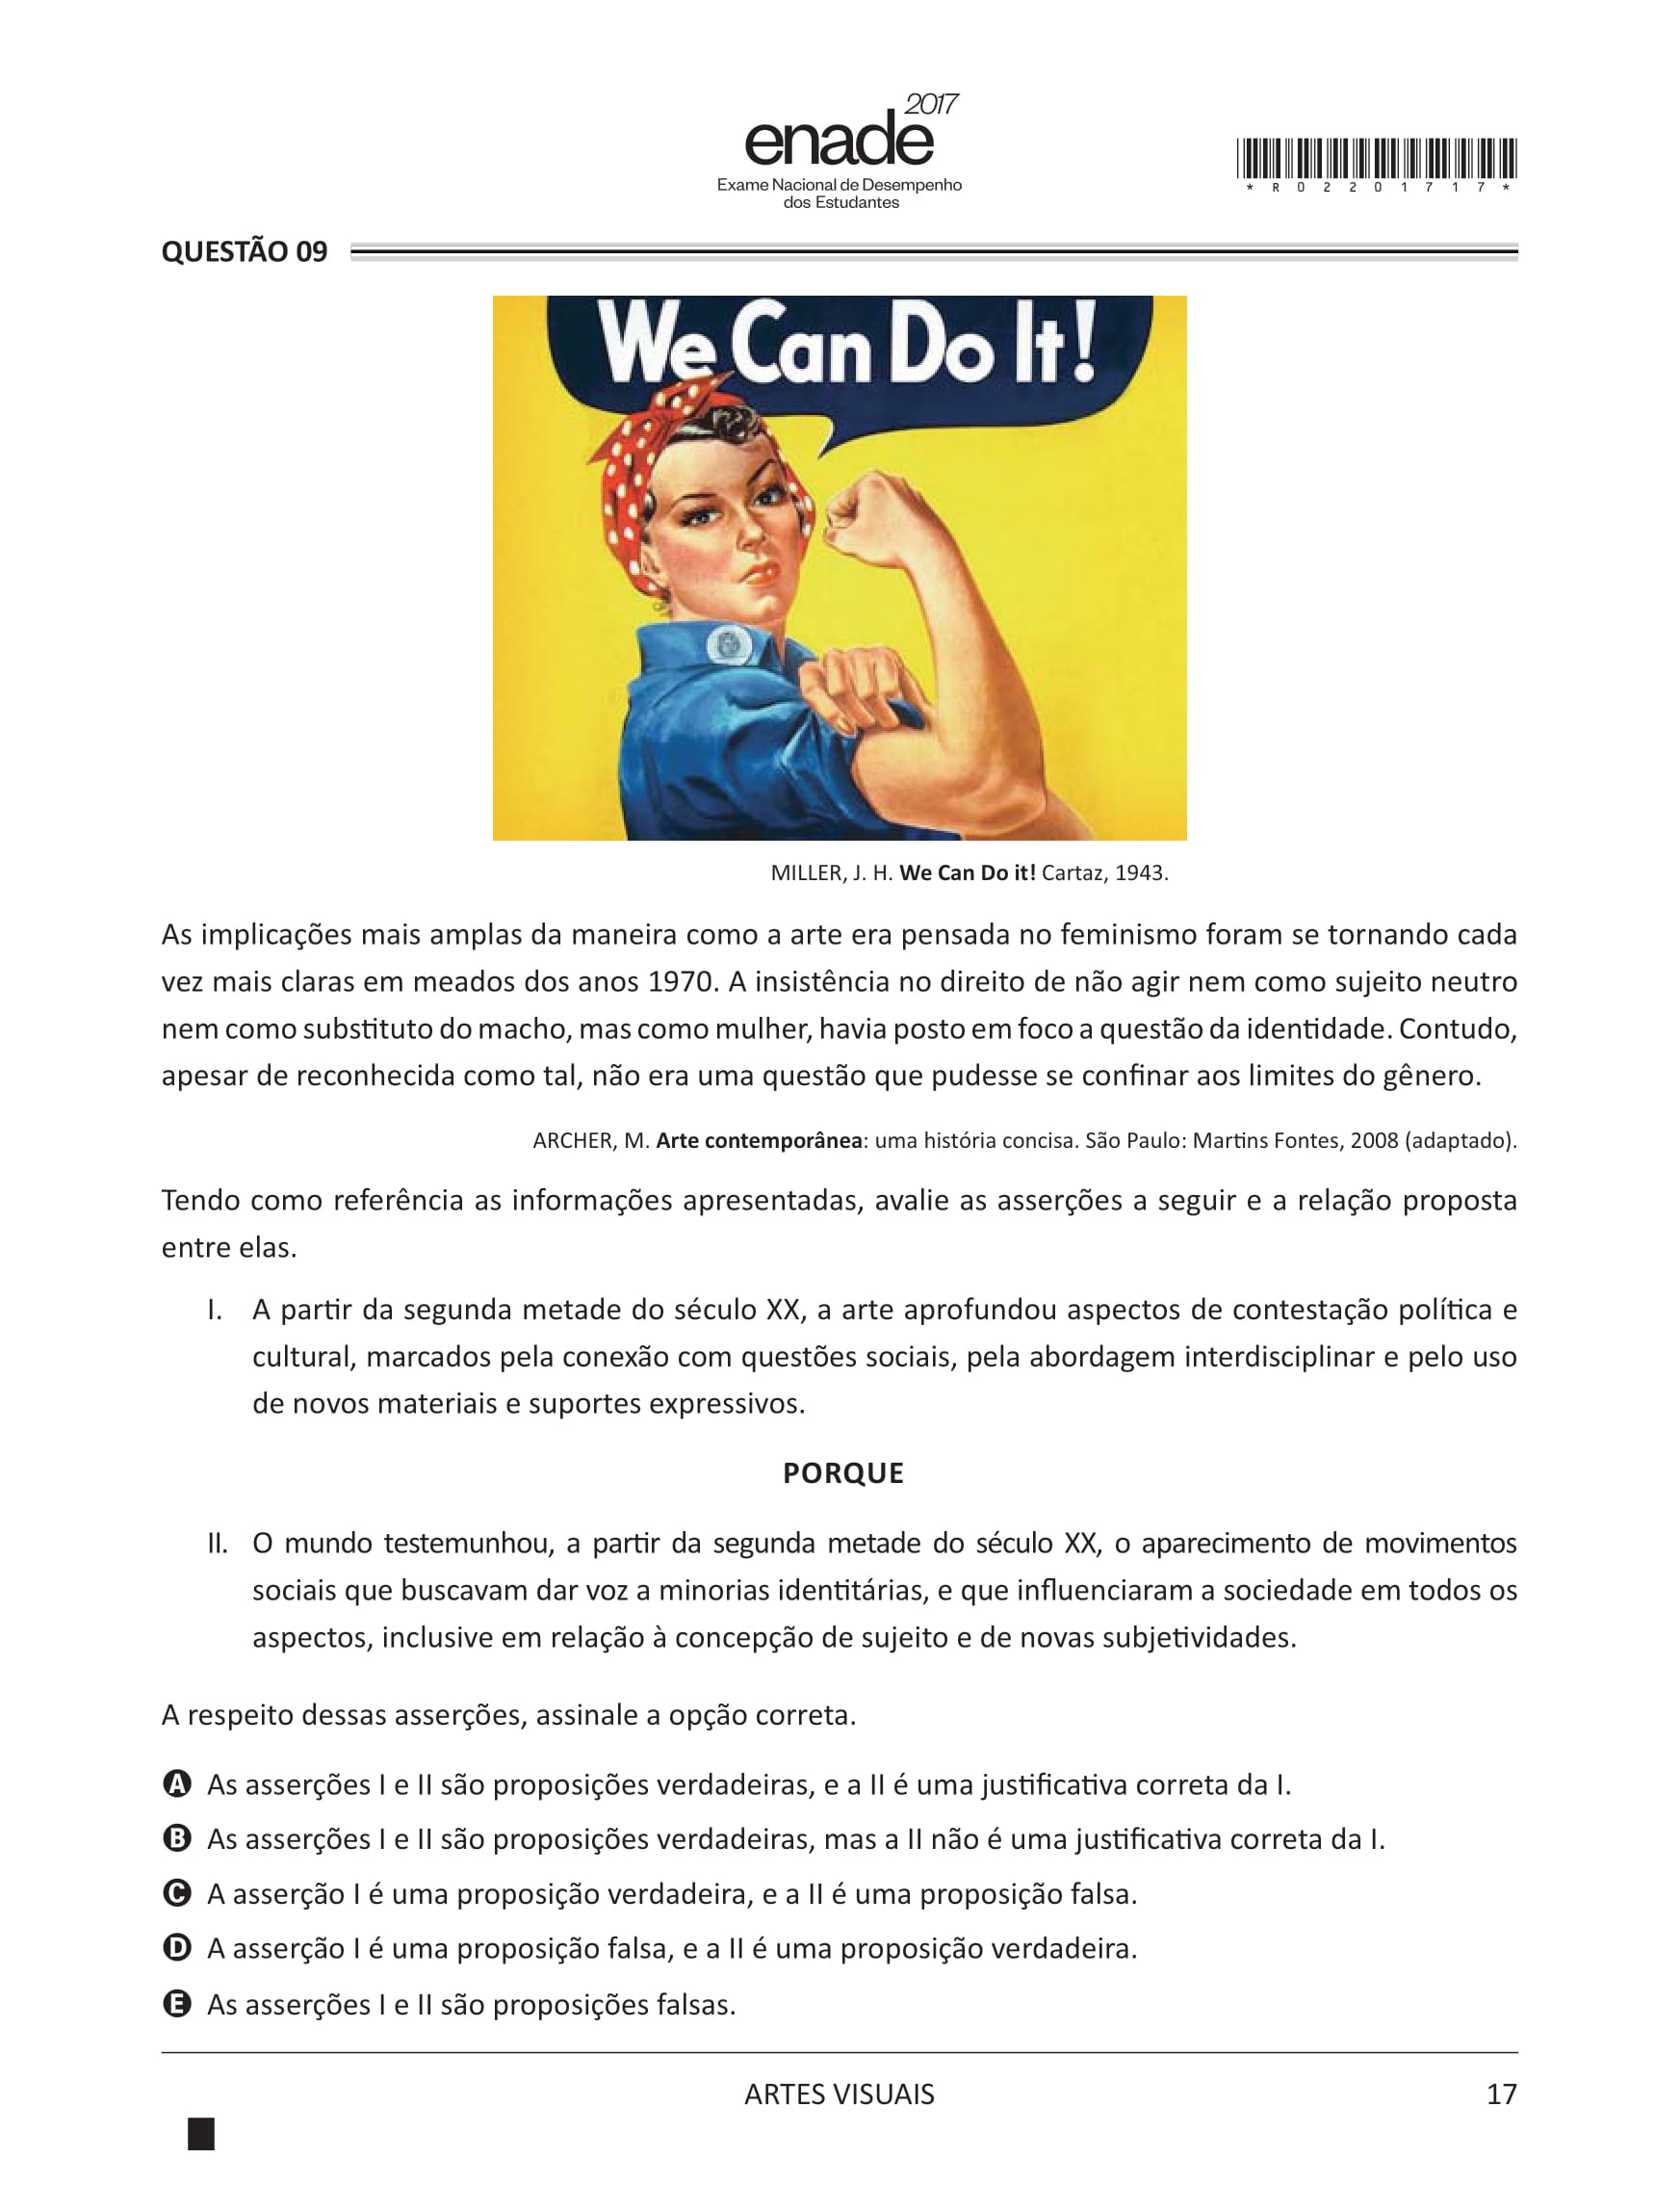 2017
enade
Exame Nacional de Desempenho
dos Estudantes
* R 0 2 2 0 1 7 1 7 *
QUESTÃO 09
We Can Do It!
MILLER, J. H. We Can Do it! Cartaz, 1943.
As implicações mais amplas da maneira como a arte era pensada no feminismo foram se tornando cada
vez mais claras em meados dos anos 1970. A insistência no direito de não agir nem como sujeito neutro
nem como substituto do macho, mas como mulher, havia posto em foco a questão da identidade. Contudo,
apesar de reconhecida como tal, não era uma questão que pudesse se confinar aos limites do gênero.
ARCHER, M. Arte contemporânea: uma história concisa. São Paulo: Martins Fontes, 2008 (adaptado).
Tendo como referência as informações apresentadas, avalie as asserções a seguir e a relação proposta
entre elas.
I. A partir da segunda metade do século XX, a arte aprofundou aspectos de contestação política e
cultural, marcados pela conexão com questões sociais, pela abordagem interdisciplinar e pelo uso
de novos materiais e suportes expressivos.
PORQUE
II. O mundo testemunhou, a partir da segunda metade do século XX, o aparecimento de movimentos
sociais que buscavam dar voz a minorias identitárias, e que influenciaram a sociedade em todos os
aspectos, inclusive em relação à concepção de sujeito e de novas subjetividades.
A respeito dessas asserções, assinale a opção correta.
A As asserções I e II são proposições verdadeiras, e a II é uma justificativa correta da I.
B As asserções I e II são proposições verdadeiras, mas a II não é uma justificativa correta da I.
C A asserção I é uma proposição verdadeira, e a II é uma proposição falsa.
D A asserção I é uma proposição falsa, e a II é uma proposição verdadeira.
E As asserções I e II são proposições falsas.
ARTES VISUAIS
17